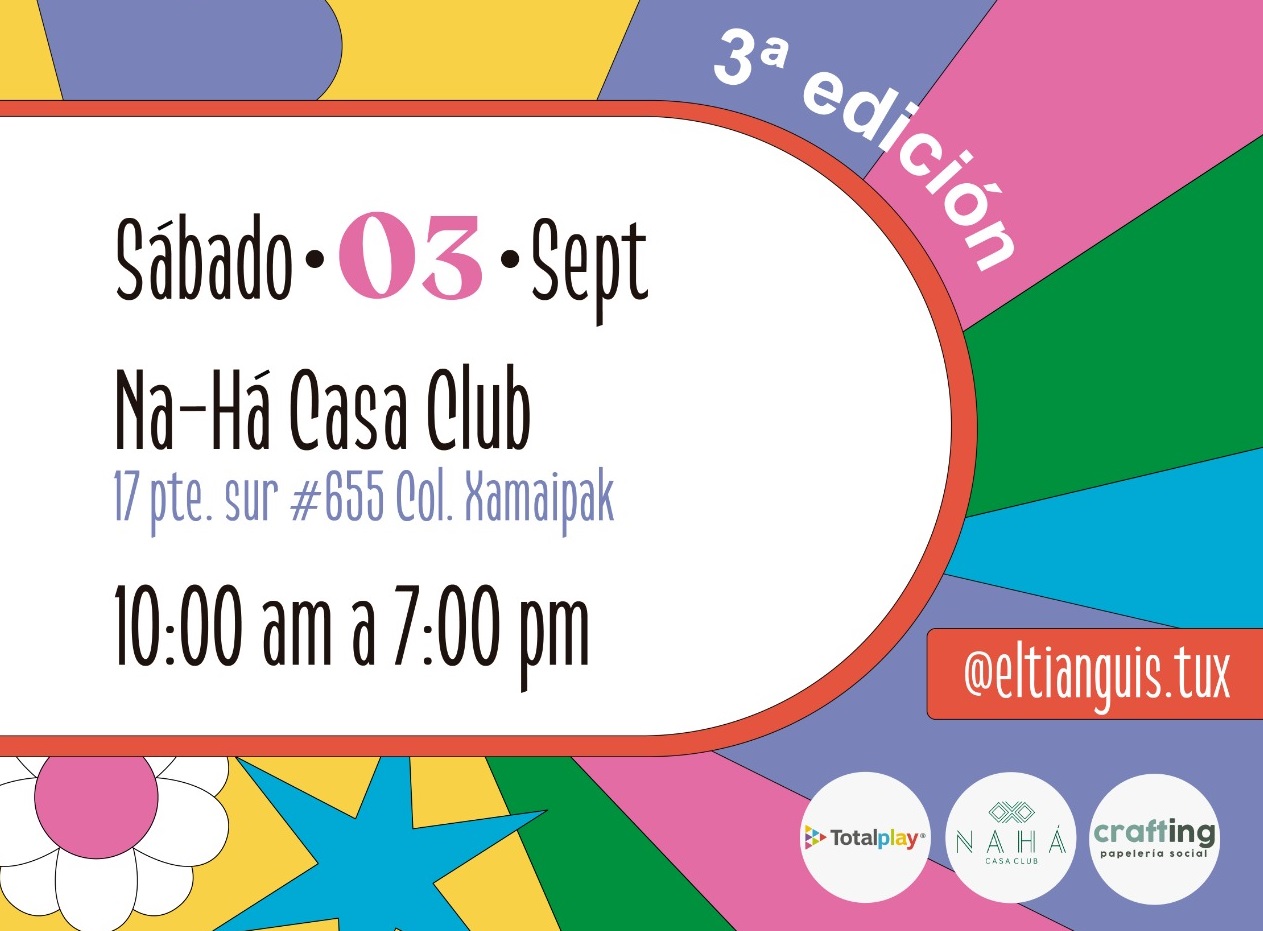 3ª edición
Sábado • 03 • Sept
Na-Há Casa Club
17 pte. sur #655 Col. Xamaipak
10:00 am a 7:00 pm
@eltianguis.tux
Totalplay®
NAHÁ
CASA CLUB
crafting
papelería social